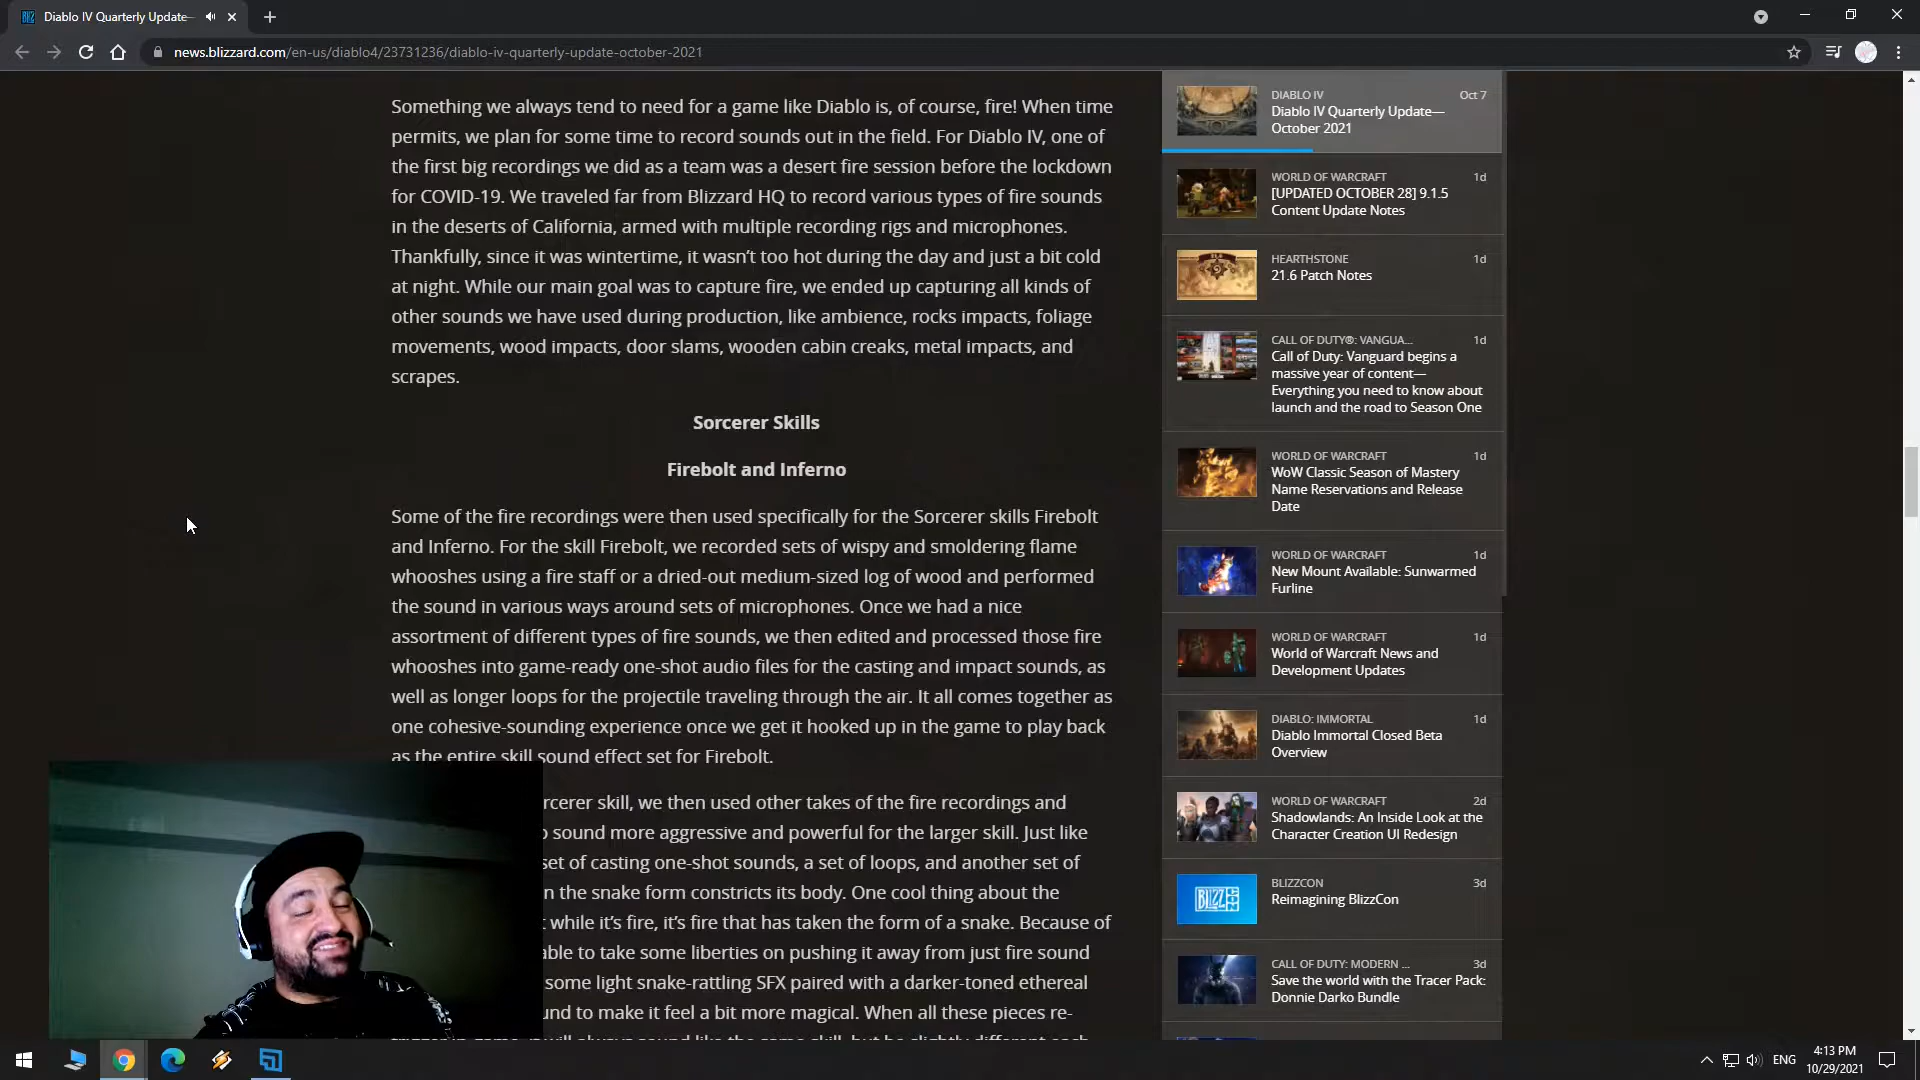 Diablo IV Quarterly Update—
news.blizzard.com/en-us/diablo4/23731236/diablo-iv-quarterly-update-october-2021
Something we always tend to need for a game like Diablo is, of course, fire! When time
permits, we plan for some time to record sounds out in the field. For Diablo IV, one of
the first big recordings we did as a team was a desert fire session before the lockdown
for COVID-19. We traveled far from Blizzard HQ to record various types of fire sounds
in the deserts of California, armed with multiple recording rigs and microphones.
Thankfully, since it was wintertime, it wasn't too hot during the day and just a bit cold
at night. While our main goal was to capture fire, we ended up capturing all kinds of
other sounds we have used during production, like ambience, rocks impacts, foliage
movements, wood impacts, door slams, wooden cabin creaks, metal impacts, and
scrapes.
Sorcerer Skills
Firebolt and Inferno
Some of the fire recordings were then used specifically for the Sorcerer skills Firebolt
and Inferno. For the skill Firebolt, we recorded sets of wispy and smoldering flame
whooshes using a fire staff or a dried-out medium-sized log of wood and performed
the sound in various ways around sets of microphones. Once we had a nice
assortment of different types of fire sounds, we then edited and processed those fire
whooshes into game-ready one-shot audio files for the casting and impact sounds, as
well as longer loops for the projectile traveling through the air. It all comes together as
one cohesive-sounding experience once we get it hooked up in the game to play back
as the entire skill sound effect set for Firebolt.
rcerer skill, we then used other takes of the fire recordings and
sound more aggressive and powerful for the larger skill. Just like
set of casting one-shot sounds, a set of loops, and another set of
n the snake form constricts its body. One cool thing about the
while it's fire, it's fire that has taken the form of a snake. Because of
able to take some liberties on pushing it away from just fire sound
some light snake-rattling SFX paired with a darker-toned ethereal
und to make it feel a bit more magical. When all these pieces re-
DIABLO IV
Oct 7
Diablo IV Quarterly Update—
October 2021
WORLD OF WARCRAFT
1d
[UPDATED OCTOBER 28] 9.1.5
Content Update Notes
HEARTHSTONE
1d
21.6 Patch Notes
CALL OF DUTY®: VANGUA...
1d
Call of Duty: Vanguard begins a
massive year of content—
Everything you need to know about
launch and the road to Season One
WORLD OF WARCRAFT
1d
WoW Classic Season of Mastery
Name Reservations and Release
Date
WORLD OF WARCRAFT
1d
New Mount Available: Sunwarmed
Furline
WORLD OF WARCRAFT
1d
World of Warcraft News and
Development Updates
DIABLO: IMMORTAL
1d
Diablo Immortal Closed Beta
Overview
WORLD OF WARCRAFT
2d
Shadowlands: An Inside Look at the
Character Creation UI Redesign
BLIZZ
CON
BLIZZCON
3d
Reimagining BlizzCon
CALL OF DUTY: MODERN ...
3d
Save the world with the Tracer Pack:
Donnie Darko Bundle
ENG
4:13 PM
10/29/2021